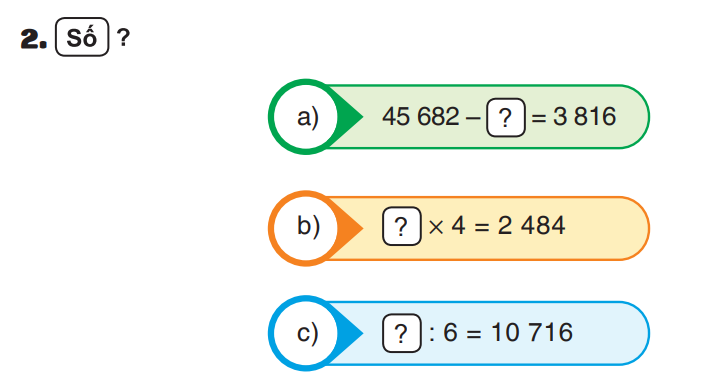 2. Số ?
a) 45 682 – ? = 3 816
b) ? × 4 = 2 484
c) ? : 6 = 10 716